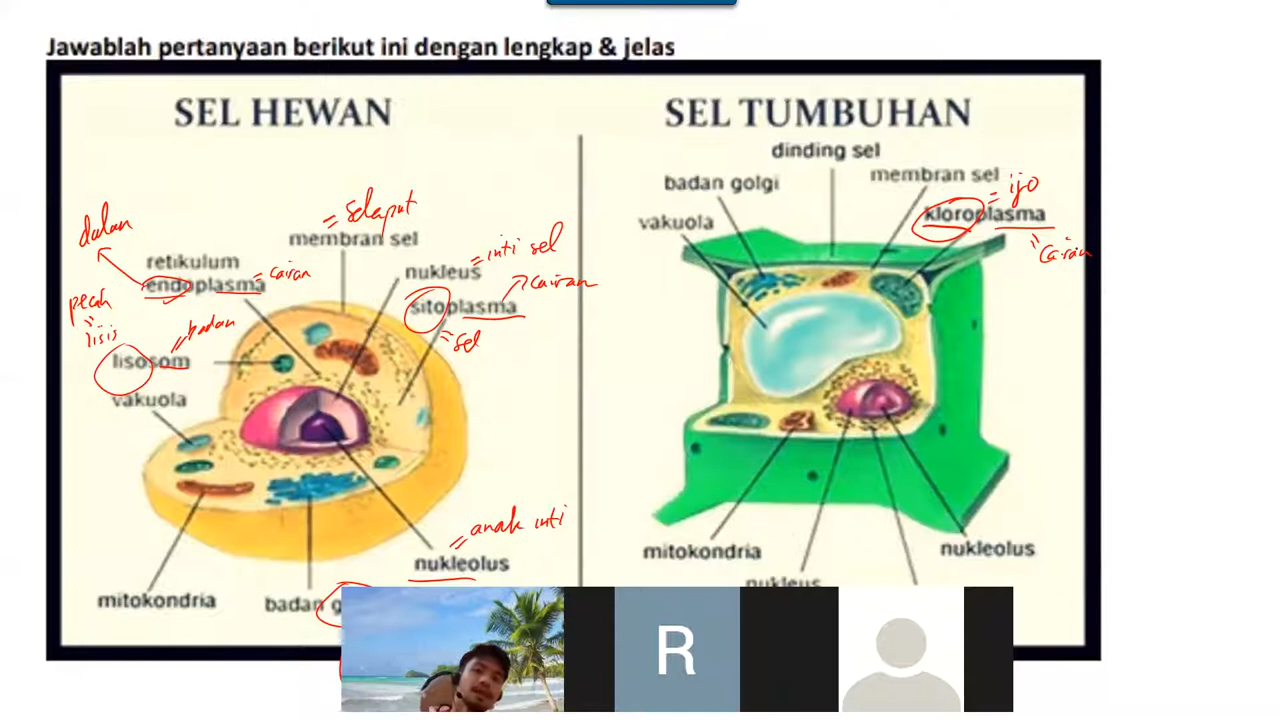 Jawablah pertanyaan berikut ini dengan lengkap & jelas
SEL HEWAN
= selaput
membran sel
dalam
retikulum
endoplasma
= cairan
nukleus
= inti sel
sitoplasma
cairan
= sel
pecah
=
lisis
= badan
lisosom
vakuola
= anak inti
nukleolus
mitokondria
badan g
SEL TUMBUHAN
dinding sel
badan golgi
membran sel
= ijo
vakuola
kloroplasma
= cairan
mitokondria
nukleolus
nukleus
R